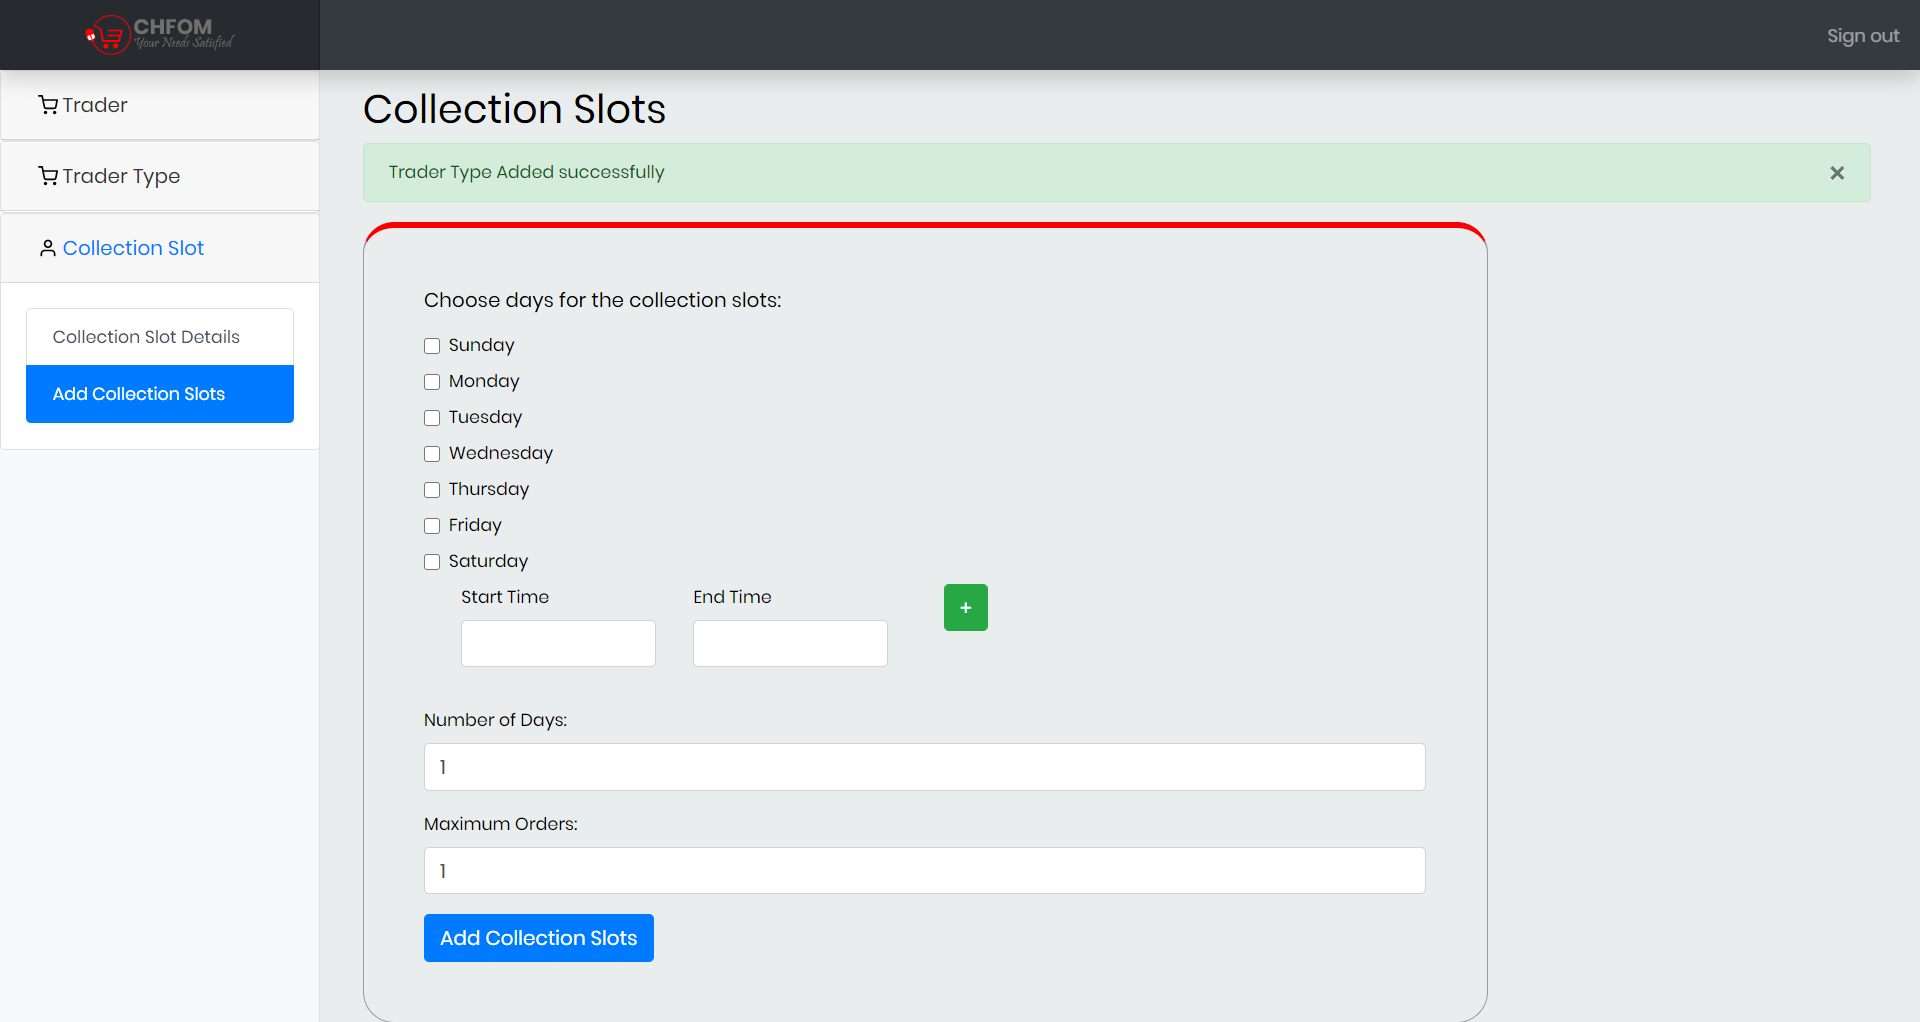 CHFOM
Your Needs Satisfied
Sign out
Trader
Trader Type
Collection Slot
Collection Slot Details
Add Collection Slots
Collection Slots
Trader Type Added successfully
×
Choose days for the collection slots:
Sunday
Monday
Tuesday
Wednesday
Thursday
Friday
Saturday
Start Time End Time
+
Number of Days:
1
Maximum Orders:
1
Add Collection Slots